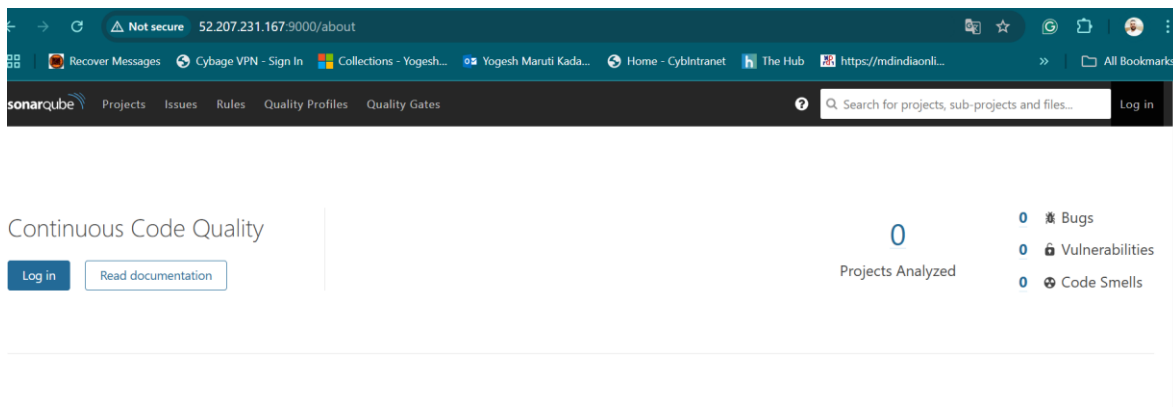 Not secure 52.207.231.167:9000/about
Recover Messages Cybage VPN - Sign In Collections - Yogesh... Yogesh Maruti Kada... Home - CybIntranet The Hub https://mdindiaonli... » All Bookmarks
sonarqube Projects Issues Rules Quality Profiles Quality Gates ? Search for projects, sub-projects and files... Log in
Continuous Code Quality
Log in Read documentation
0
Projects Analyzed
0 Bugs
0 Vulnerabilities
0 Code Smells